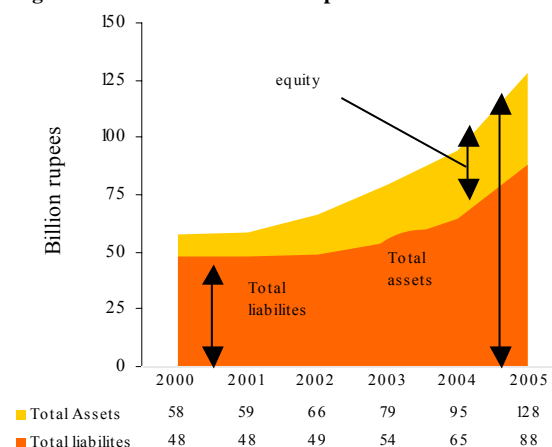 150
125
equity
100
Billion rupees
75
50
Total
assets
Total
liabilites
25
0
2000 2001 2002 2003 2004 2005
Total Assets 58 59 66 79 95 128
Total liabilites 48 48 49 54 65 88